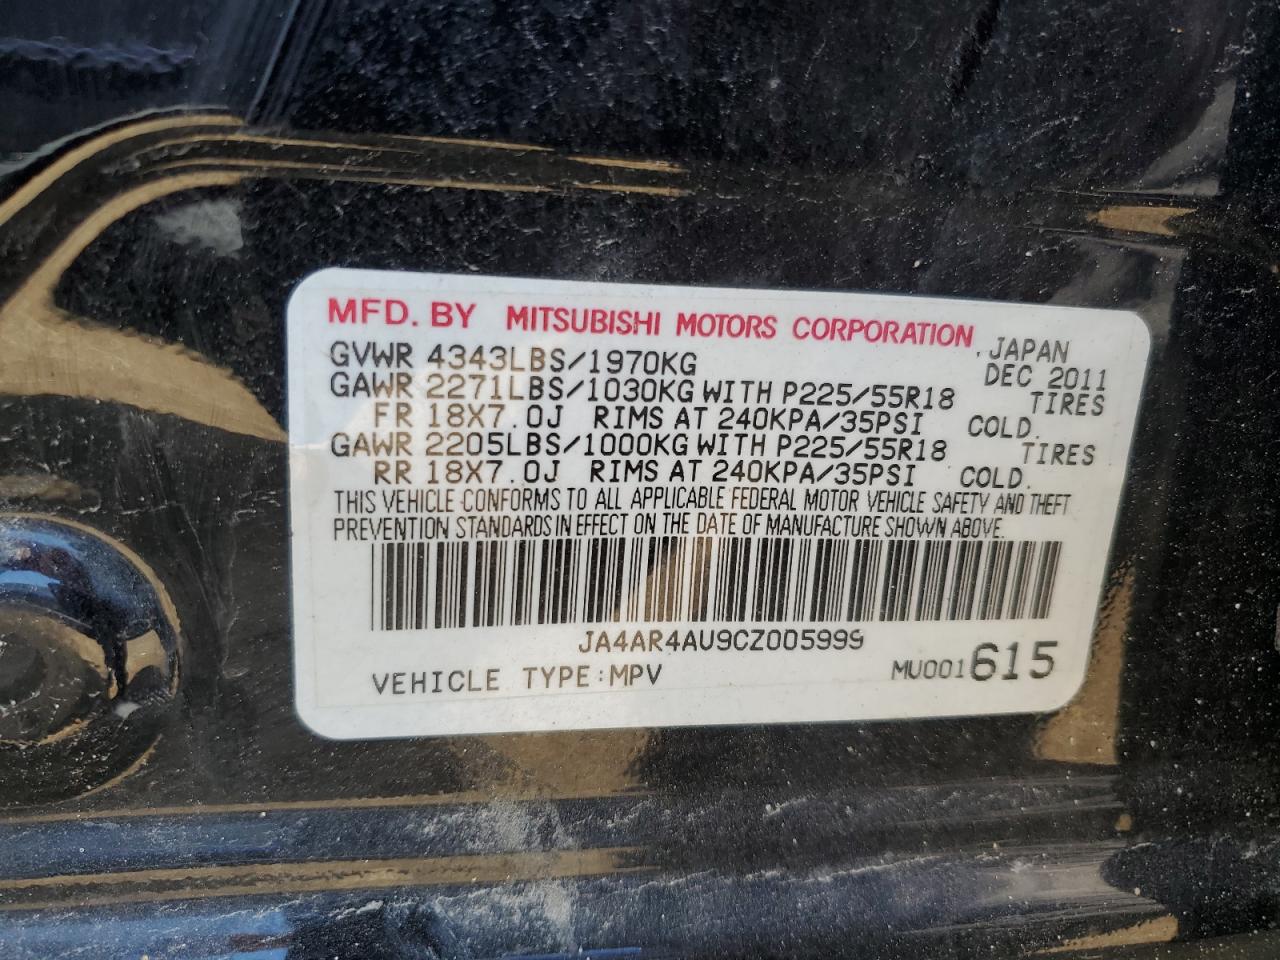 MFD. BY MITSUBISHI MOTORS CORPORATION
JAPAN
GVWR 4343LBS/1970KG
DEC 2011
GAWR 2271LBS/1030KG WITH P225/55R18 TIRES
FR 18X7.0J RIMS AT 240KPA/35PSI COLD.
GAWR 2205LBS/1000KG WITH P225/55R18 TIRES
RR 18X7.0J RIMS AT 240KPA/35PSI COLD.
THIS VEHICLE CONFORMS TO ALL APPLICABLE FEDERAL MOTOR VEHICLE SAFETY AND THEFT
PREVENTION STANDARDS IN EFFECT ON THE DATE OF MANUFACTURE SHOWN ABOVE.
JA4AR4AU9CZ005999
VEHICLE TYPE:MPV MU001615